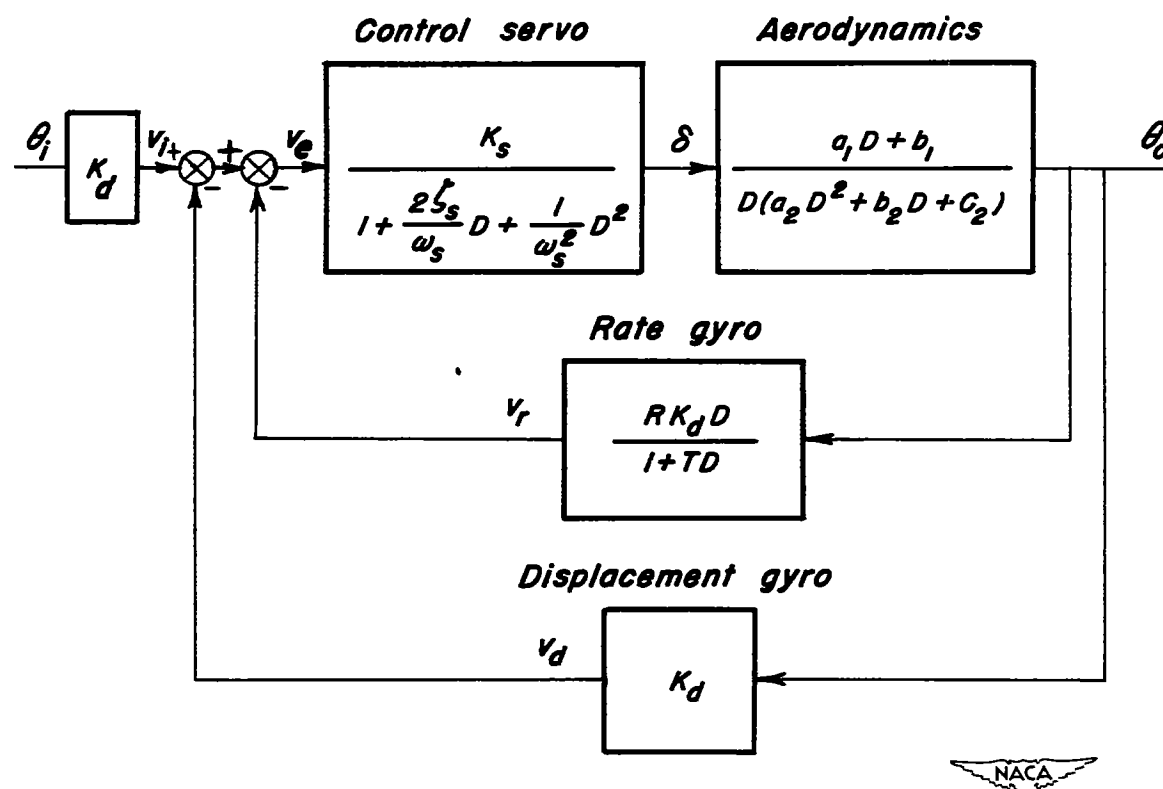 Control servo
Aerodynamics
θi
Kd
vi+
-
+
-
ve
Ks
1 + 2ζs/ωs D + 1/ωs² D²
δ
a₁D + b₁
D(a₂D² + b₂D + C₂)
θo
Rate gyro
vr
R Kd D
1 + TD
Displacement gyro
vd
Kd
NACA